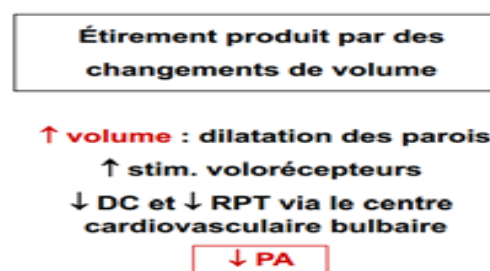 Étirement produit par des
changements de volume
↑ volume : dilatation des parois
↑ stim. volorécepteurs
↓ DC et ↓ RPT via le centre
cardiovasculaire bulbaire
↓ PA